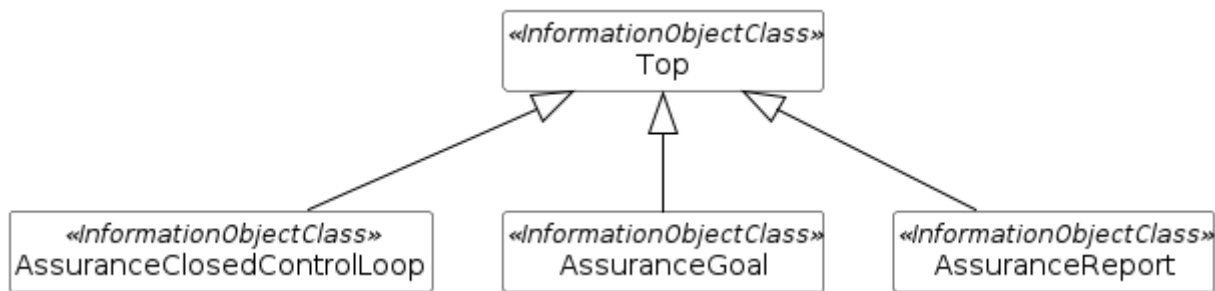 «InformationObjectClass»
Top
«InformationObjectClass»
AssuranceClosedControlLoop
«InformationObjectClass»
AssuranceGoal
«InformationObjectClass»
AssuranceReport